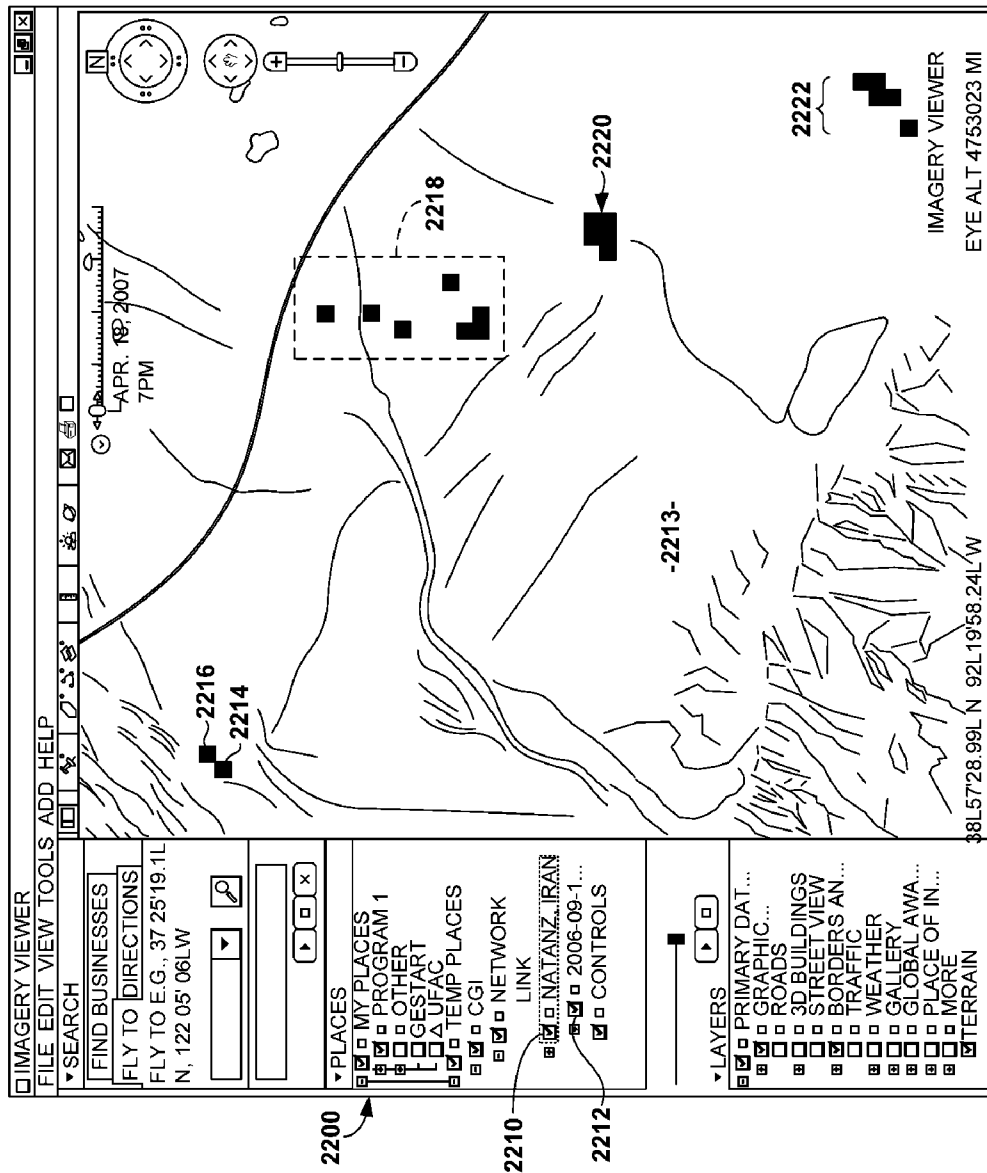 □ IMAGERY VIEWER
FILE EDIT VIEW TOOLS ADD HELP
▾SEARCH
FIND BUSINESSES
FLY TO DIRECTIONS
FLY TO E.G., 37 25'19.1L
N, 122 05' 06LW
▾PLACES
MY PLACES
PROGRAM 1
OTHER
GESTART
UFAC
TEMP PLACES
CGI
NETWORK
LINK
NATANZ, IRAN
2006-09-1...
CONTROLS
▾LAYERS
PRIMARY DAT...
GRAPHIC...
ROADS
3D BUILDINGS
STREET VIEW
BORDERS AN...
TRAFFIC
WEATHER
GALLERY
GLOBAL AWA...
PLACE OF IN...
MORE
TERRAIN
2200
2210
2212
N
APR. 18, 2007
7PM
2216
2214
2218
2220
-2213-
2222
IMAGERY VIEWER
38L57'28.99L N 92L19'58.24L W
EYE ALT 4753023 MI